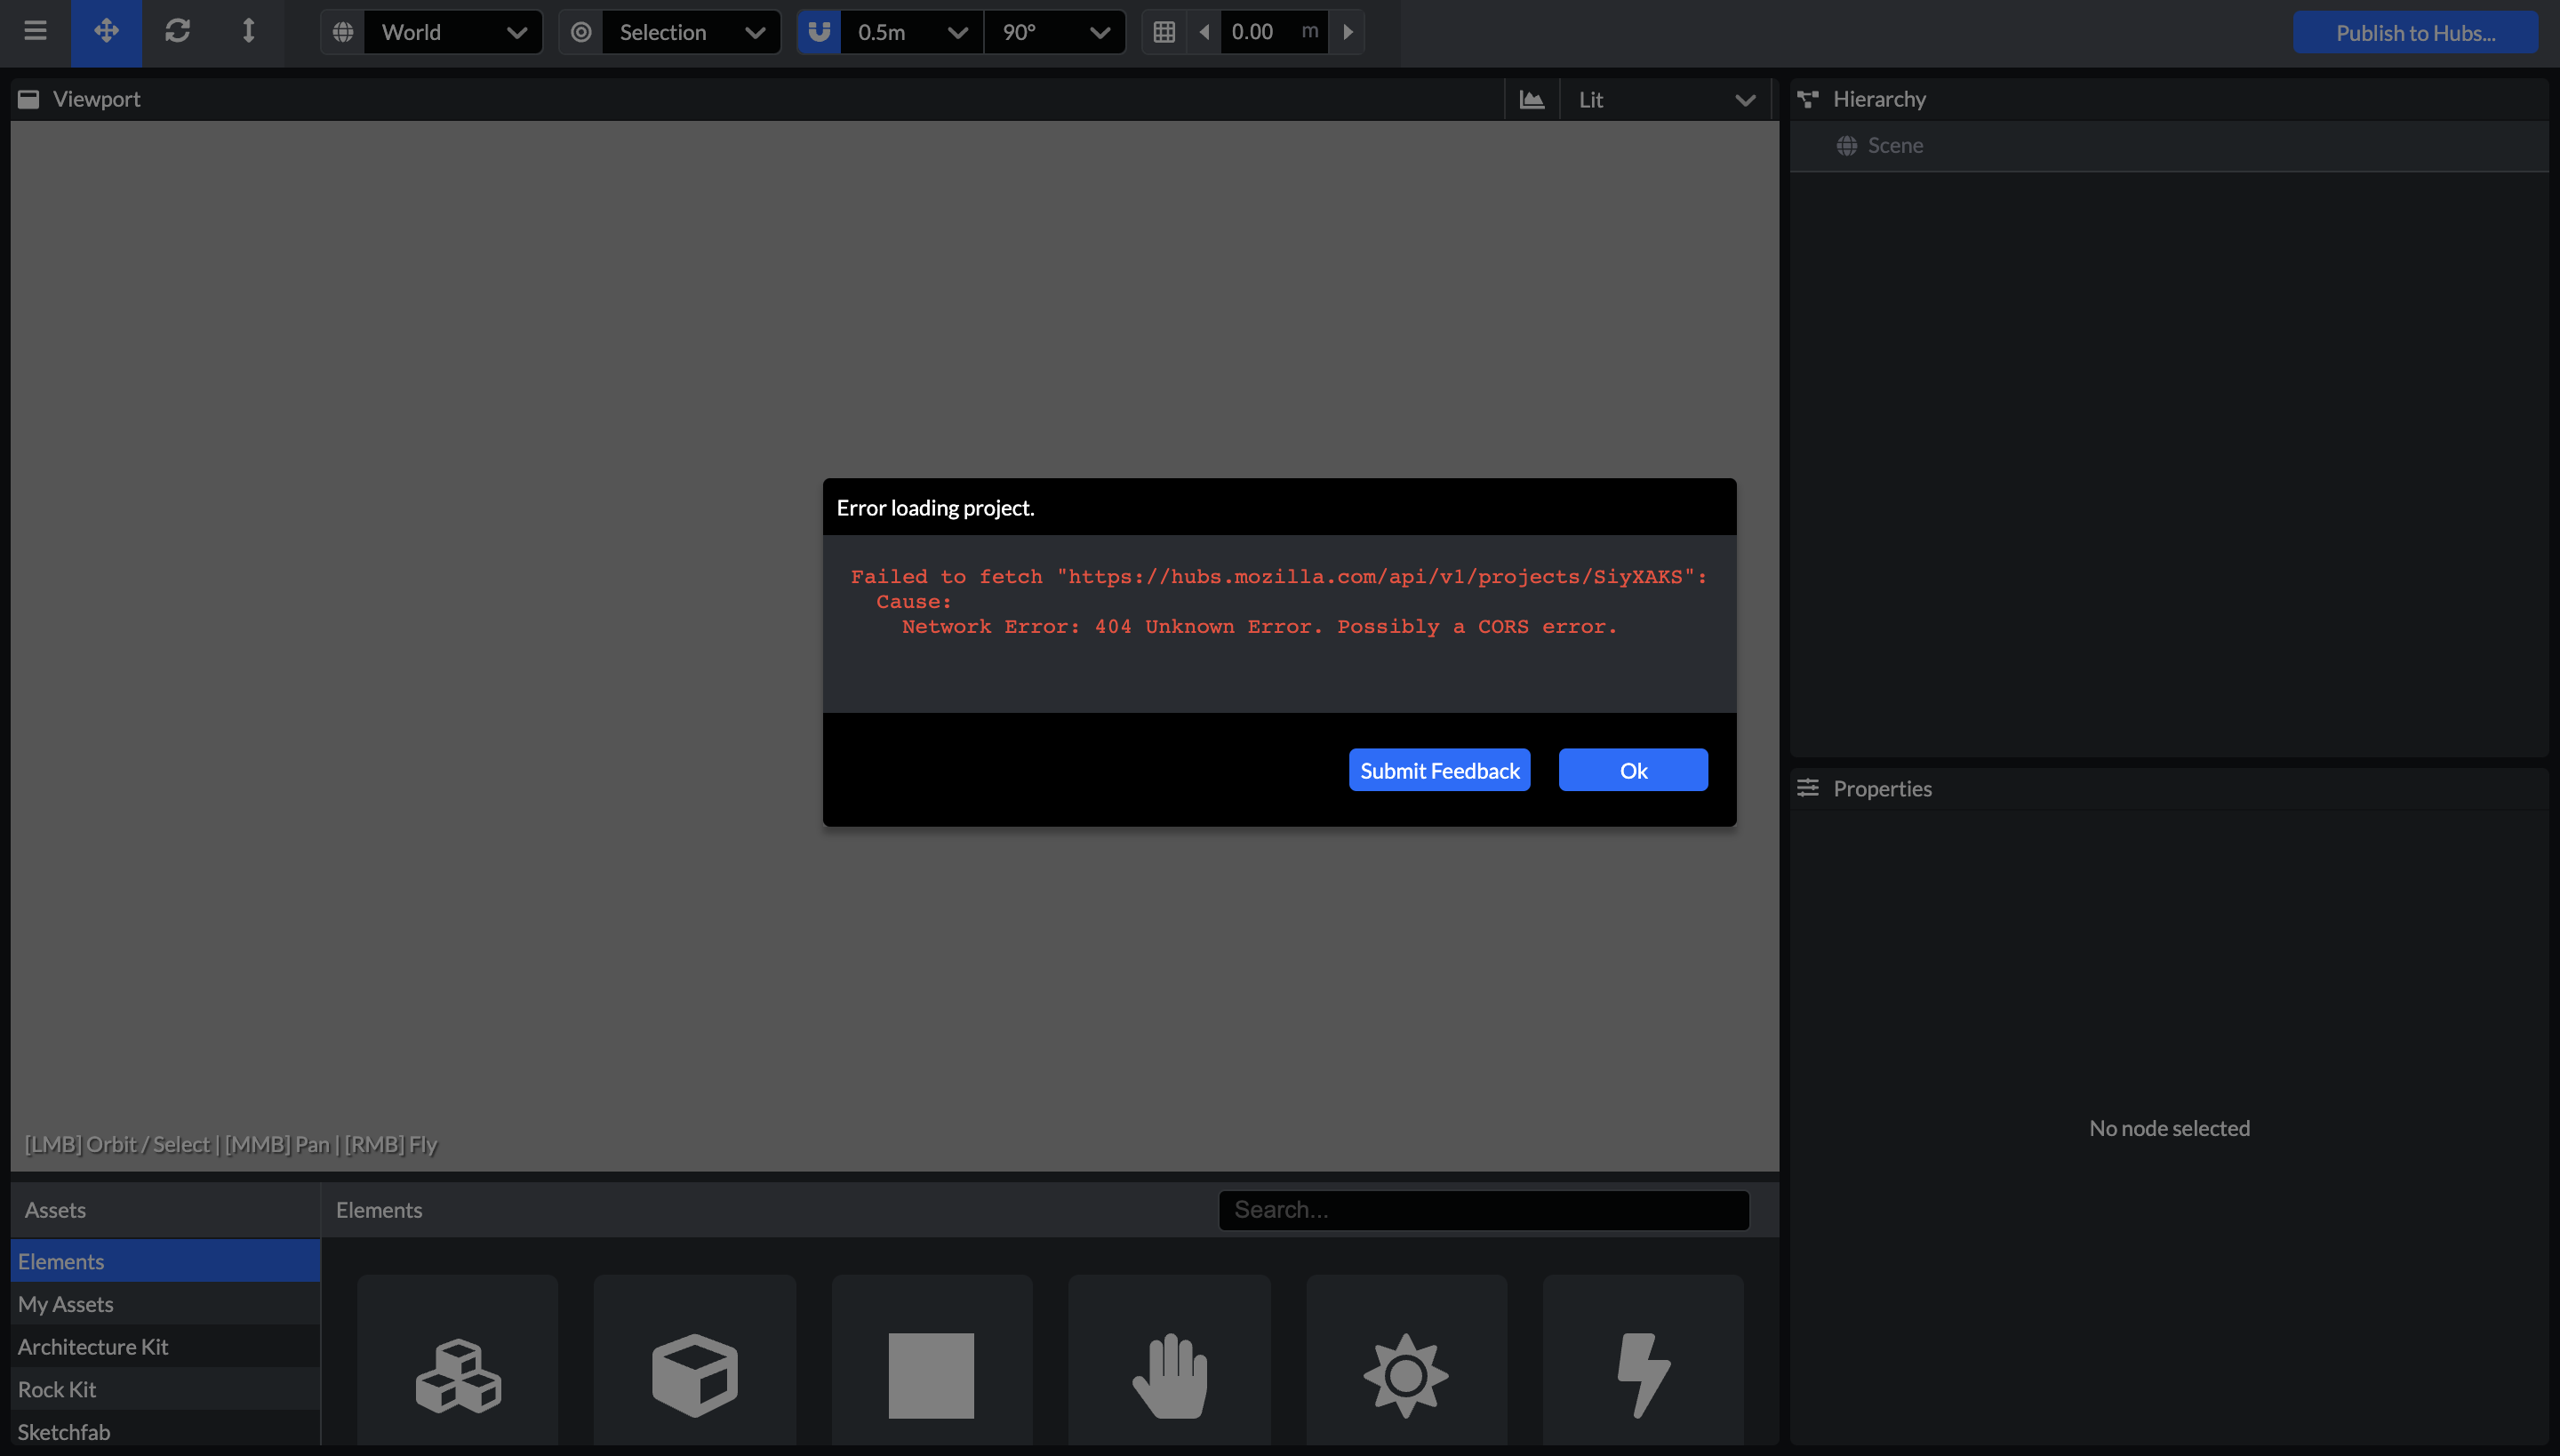 World
Selection
0.5m
90°
0.00 m
Publish to Hubs...
Viewport
Lit
Hierarchy
Scene
Error loading project.
Failed to fetch "https://hubs.mozilla.com/api/v1/projects/SiyXAKS":
Cause:
Network Error: 404 Unknown Error. Possibly a CORS error.
Submit Feedback
Ok
Properties
No node selected
[LMB] Orbit / Select | [MMB] Pan | [RMB] Fly
Assets
Elements
Search...
Elements
My Assets
Architecture Kit
Rock Kit
Sketchfab